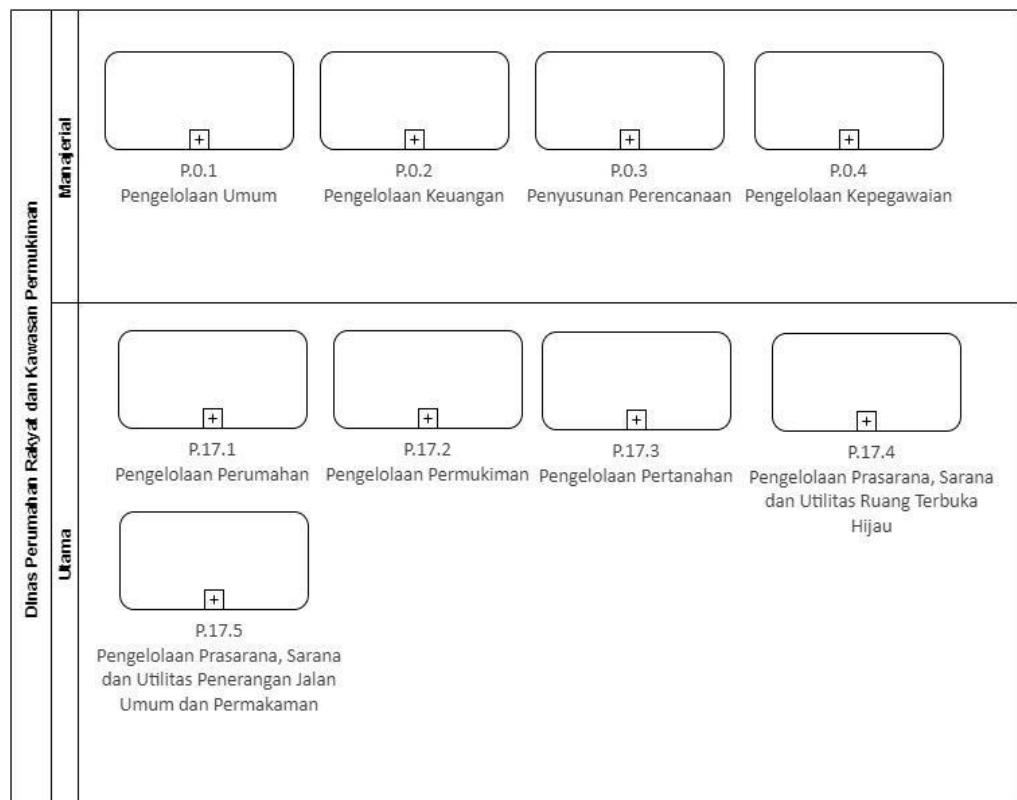 Dinas Perumahan Rakyat dan Kawasan Permukiman
Manajerial
P.0.1
Pengelolaan Umum
P.0.2
Pengelolaan Keuangan
P.0.3
Penyusunan Perencanaan
P.0.4
Pengelolaan Kepegawaian
Utama
P.17.1
Pengelolaan Perumahan
P.17.2
Pengelolaan Permukiman
P.17.3
Pengelolaan Pertanahan
P.17.4
Pengelolaan Prasarana, Sarana
dan Utilitas Ruang Terbuka
Hijau
P.17.5
Pengelolaan Prasarana, Sarana
dan Utilitas Penerangan Jalan
Umum dan Permakaman